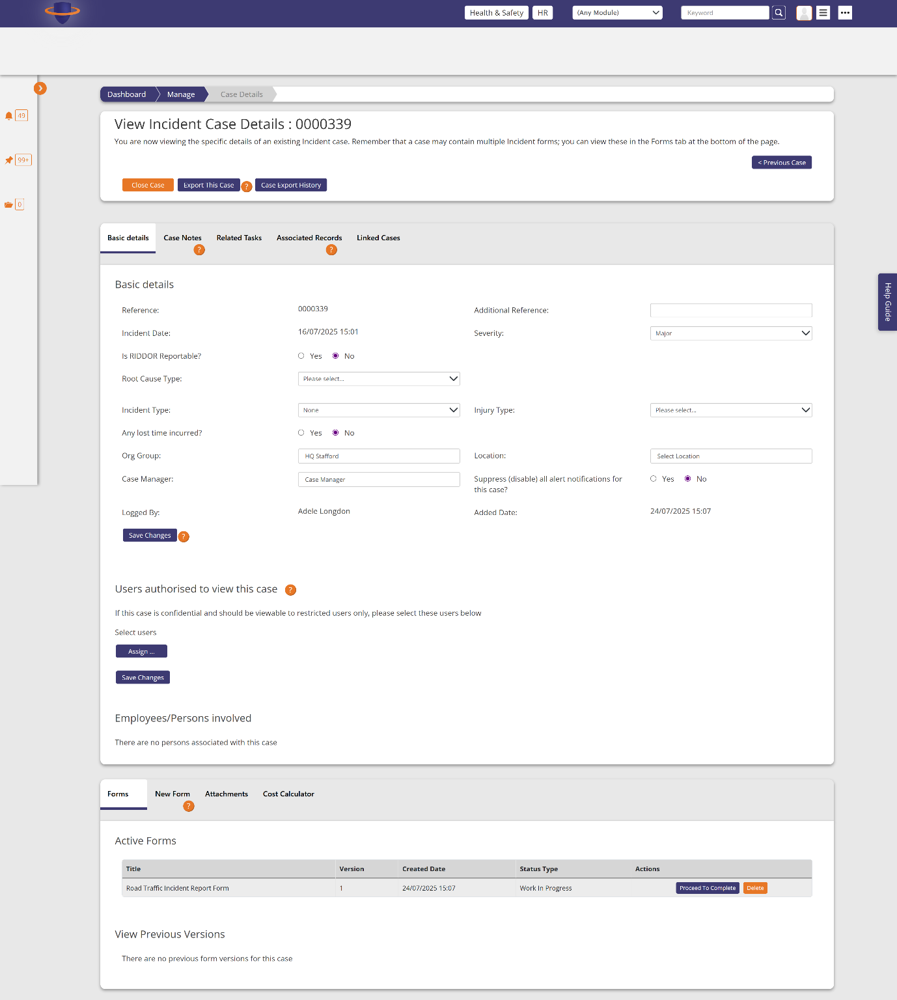 Health & Safety HR (Any Module) Keyword
49
99+
0
Dashboard Manage Case Details
View Incident Case Details : 0000339
You are now viewing the specific details of an existing Incident case. Remember that a case may contain multiple Incident forms; you can view these in the Forms tab at the bottom of the page.
< Previous Case
Close Case Export This Case ? Case Export History
Basic details Case Notes ? Related Tasks Associated Records ? Linked Cases
Help Guide
Basic details
Reference: 0000339 Additional Reference:
Incident Date: 16/07/2025 15:01 Severity: Major
Is RIDDOR Reportable? Yes No
Root Cause Type: Please select...
Incident Type: None Injury Type: Please select...
Any lost time incurred? Yes No
Org Group: HQ Stafford Location: Select Location
Case Manager: Case Manager Suppress (disable) all alert notifications for Yes No
this case?
Logged By: Adele Longdon Added Date: 24/07/2025 15:07
Save Changes ?
Users authorised to view this case ?
If this case is confidential and should be viewable to restricted users only, please select these users below
Select users
Assign ...
Save Changes
Employees/Persons involved
There are no persons associated with this case
Forms New Form ? Attachments Cost Calculator
Active Forms
Title Version Created Date Status Type Actions
Road Traffic Incident Report Form 1 24/07/2025 15:07 Work In Progress Proceed To Complete Delete
View Previous Versions
There are no previous form versions for this case